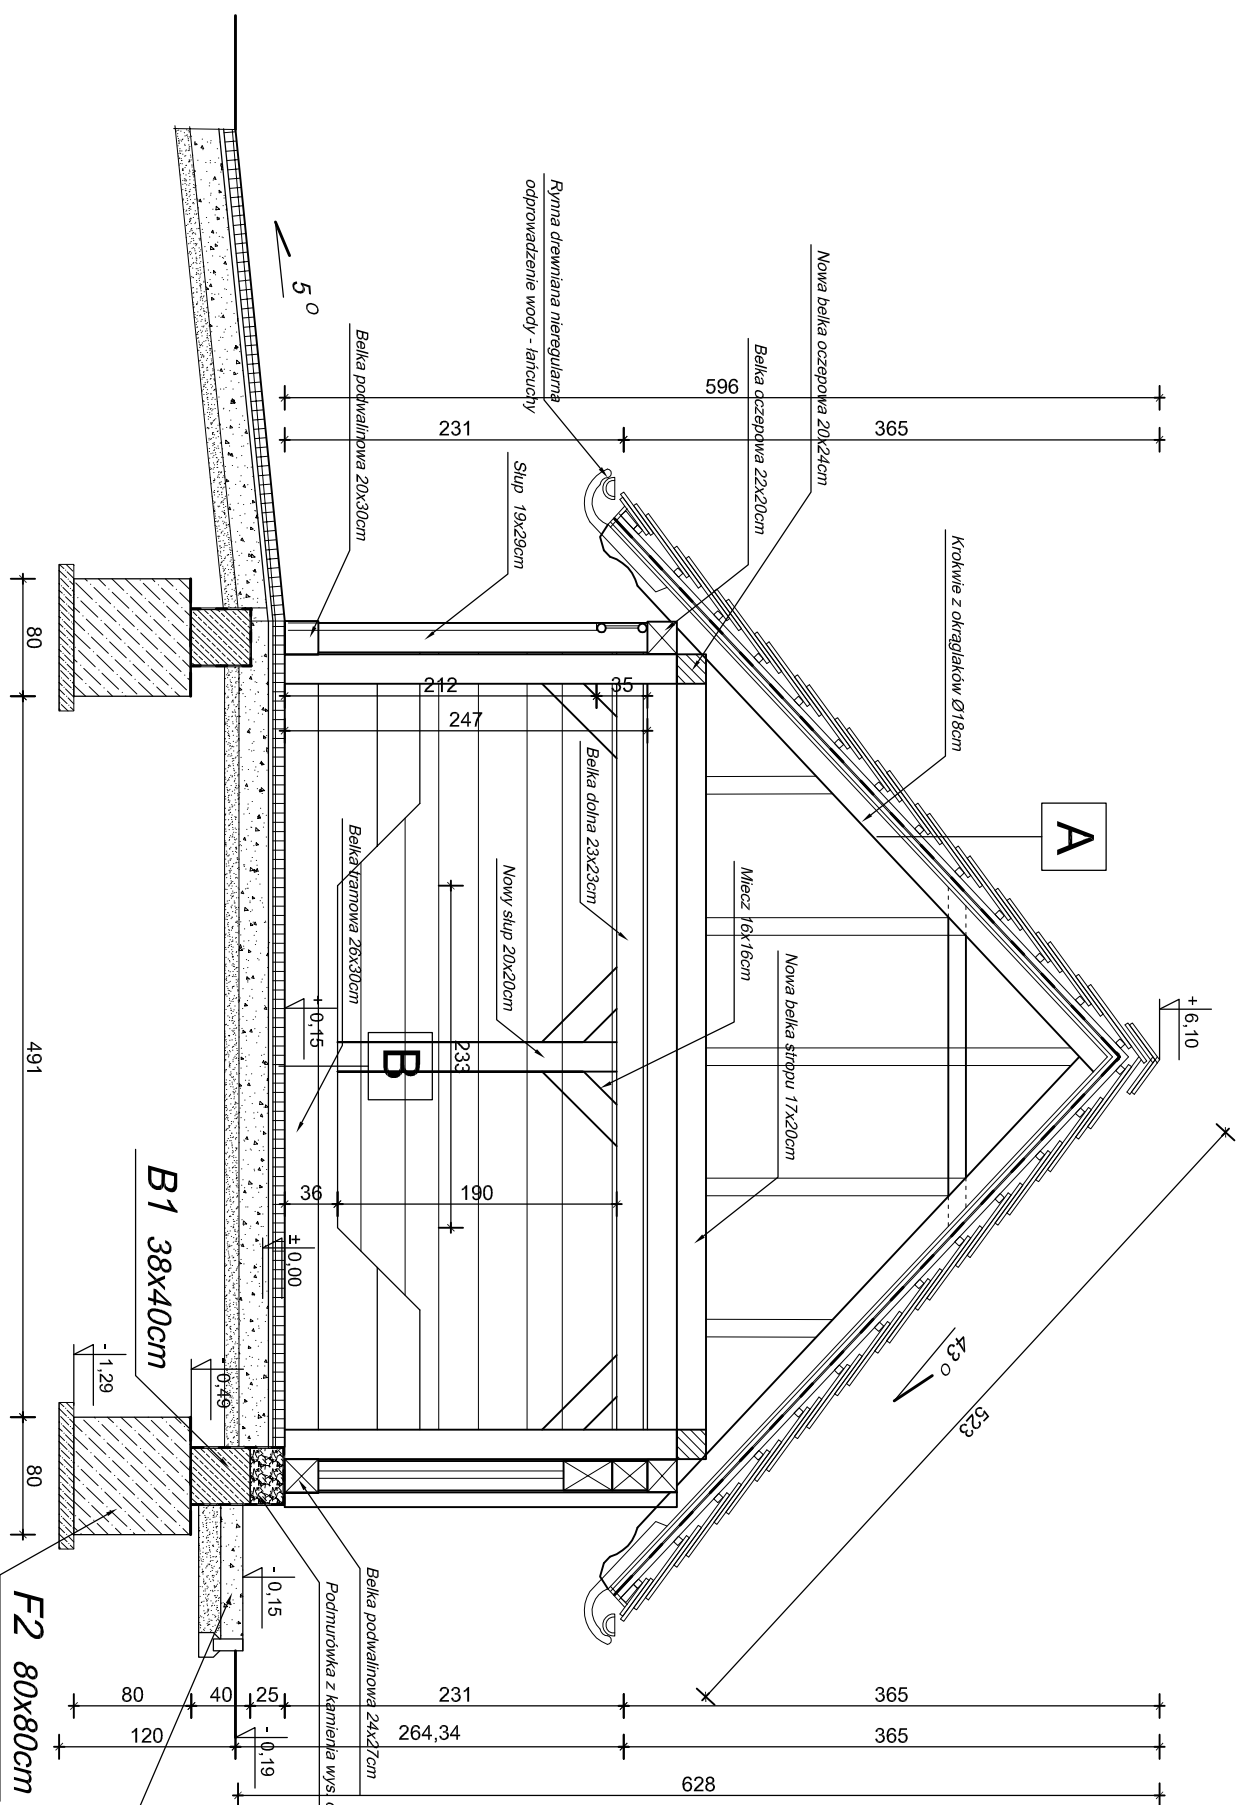 Rynna drewniana nieregularna
odprowadzenie wody - łańcuchy
Nowa belka oczepowa 20x24cm
Belka oczepowa 22x20cm
Belka podwalinowa 20x30cm
Słup 19x29cm
Krokwie z okrąglaków Ø18cm
A
+ 6,10
5 O
596
231
365
212
35
247
Belka dolna 23x23cm
Miecz 16x16cm
Nowy słup 20x20cm
Nowa belka stropu 17x20cm
Belka tramowa 26x30cm
+ 0,15
B
233
36
190
± 0,00
43 O
523
80
491
80
B1 38x40cm
- 1,29
- 0,49
- 0,15
- 0,19
F2 80x80cm
Belka podwalinowa 24x27cm
Podmurówka z kamienia wys.
80
40
25
231
365
120
264,34
365
628